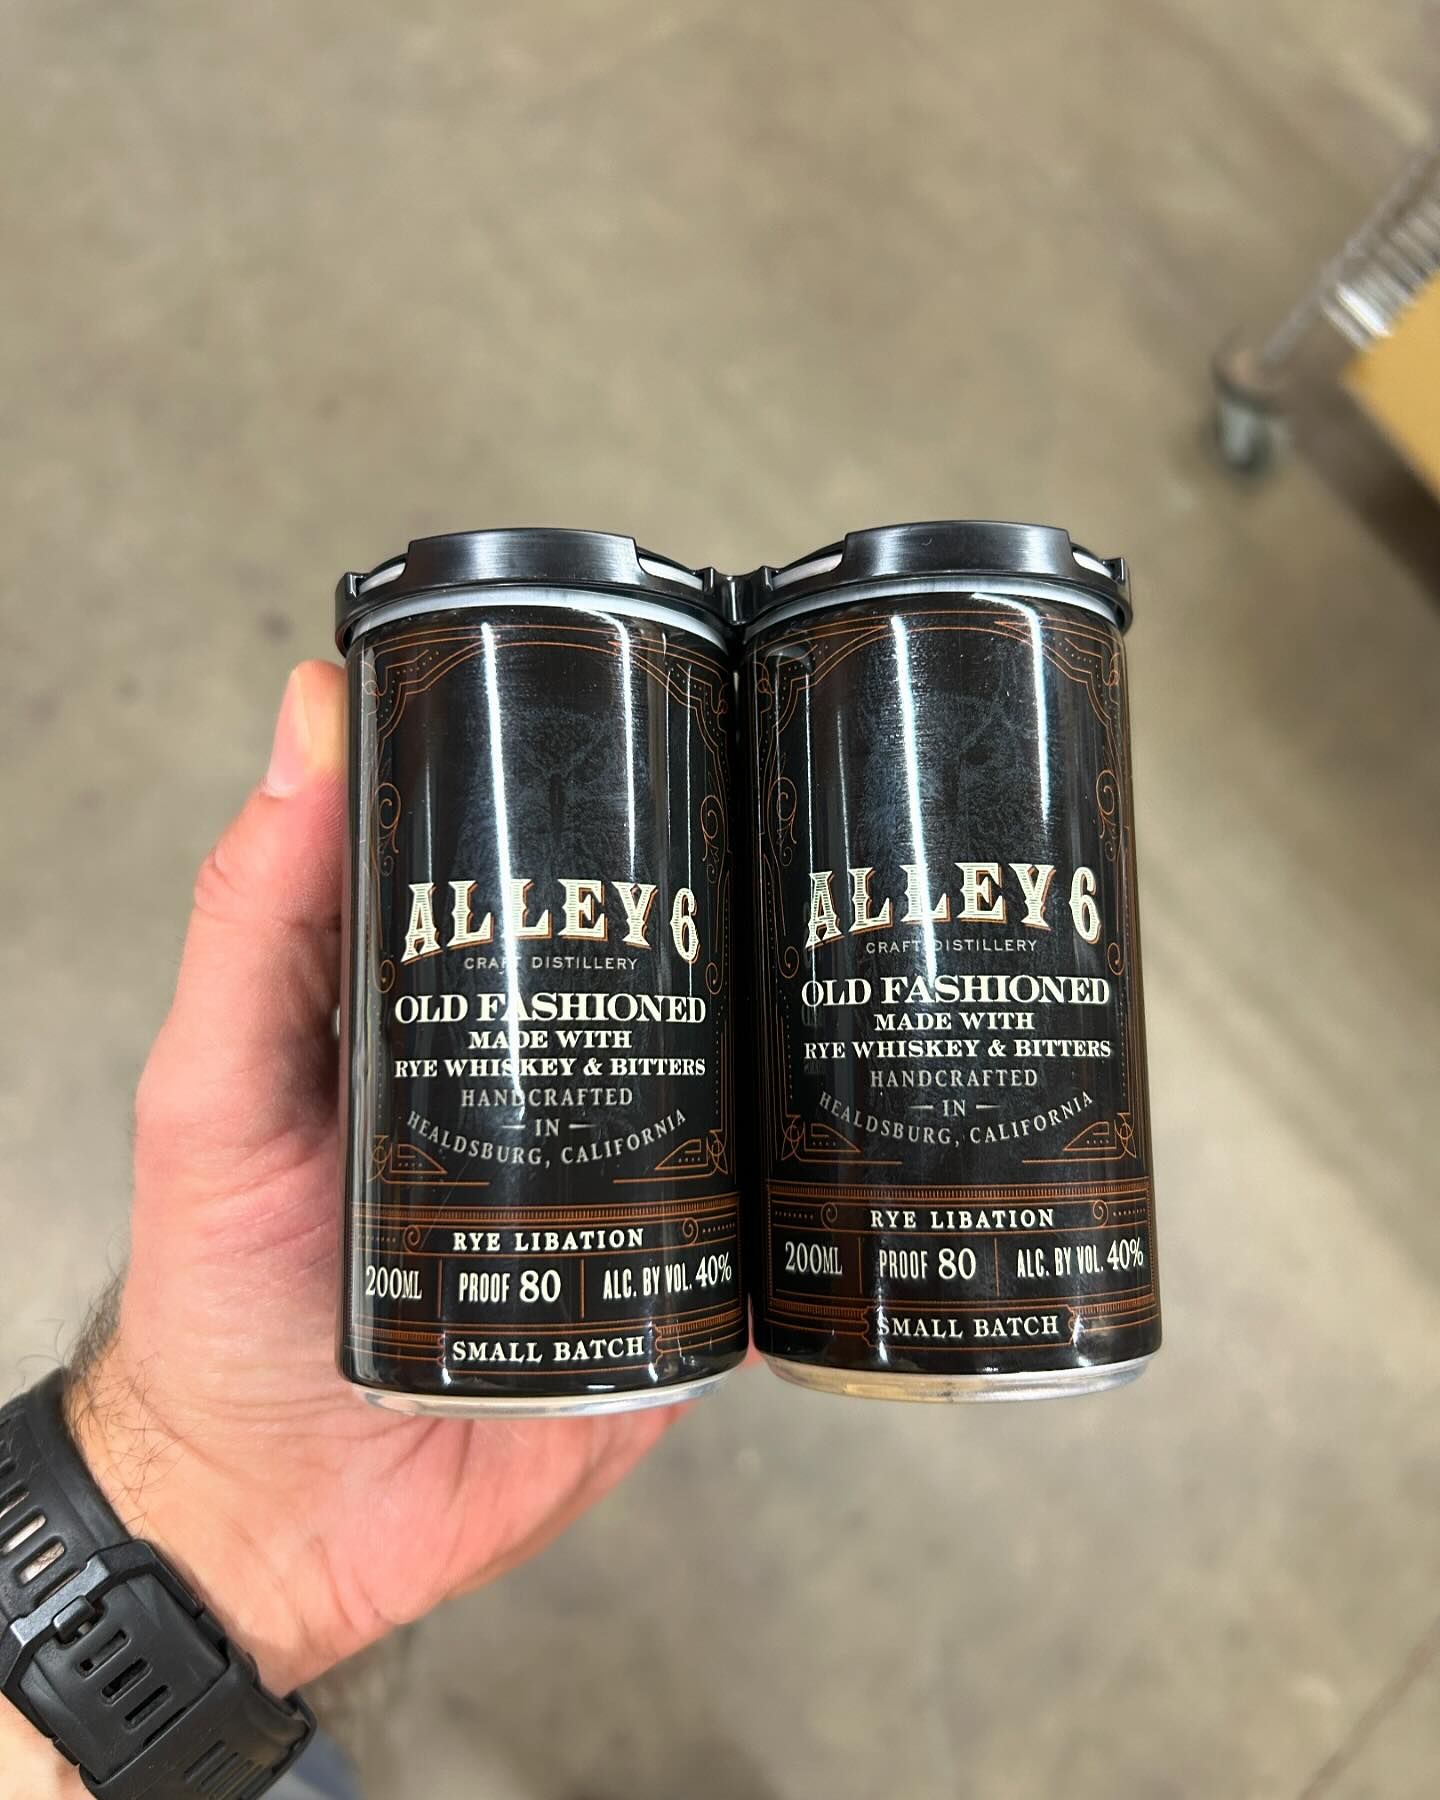 ALLEY 6
CRAFT DISTILLERY
OLD FASHIONED
MADE WITH
RYE WHISKEY & BITTERS
HANDCRAFTED
IN
HEALDSBURG, CALIFORNIA
RYE LIBATION
200ML PROOF 80 ALC. BY VOL. 40%
SMALL BATCH
ALLEY 6
CRAFT DISTILLERY
OLD FASHIONED
MADE WITH
RYE WHISKEY & BITTERS
HANDCRAFTED
— IN —
HEALDSBURG, CALIFORNIA
RYE LIBATION
200ML PROOF 80 ALC. BY VOL. 40%
SMALL BATCH